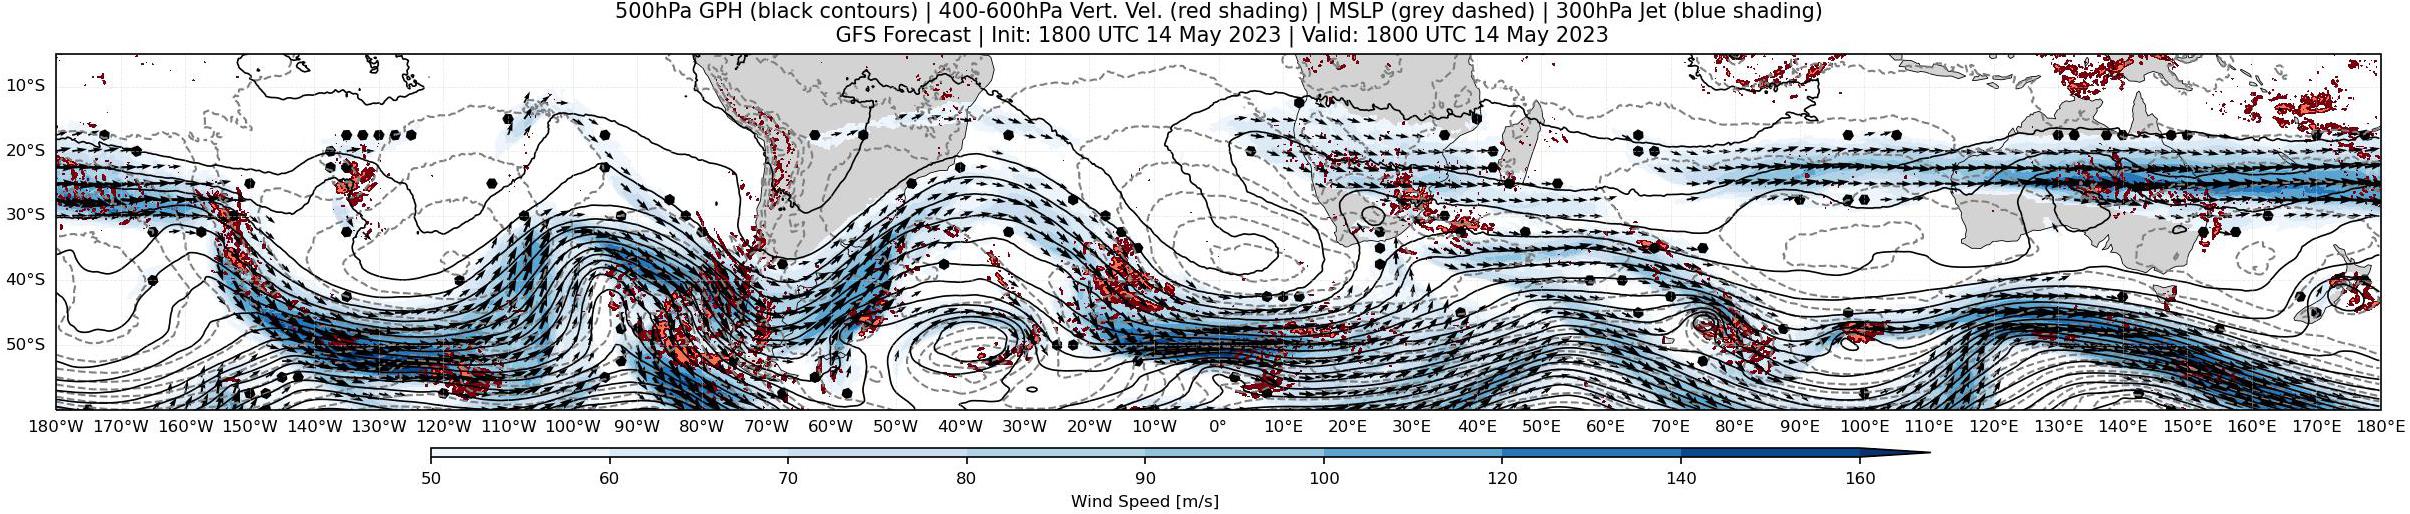 500hPa GPH (black contours) | 400-600hPa Vert. Vel. (red shading) | MSLP (grey dashed) | 300hPa Jet (blue shading)
GFS Forecast | Init: 1800 UTC 14 May 2023 | Valid: 1800 UTC 14 May 2023
10°S
20°S
30°S
40°S
50°S
180°W 170°W 160°W 150°W 140°W 130°W 120°W 110°W 100°W 90°W 80°W 70°W 60°W 50°W 40°W 30°W 20°W 10°W 0° 10°E 20°E 30°E 40°E 50°E 60°E 70°E 80°E 90°E 100°E 110°E 120°E 130°E 140°E 150°E 160°E 170°E 180°E
50 60 70 80 90 100 120 140 160
Wind Speed [m/s]